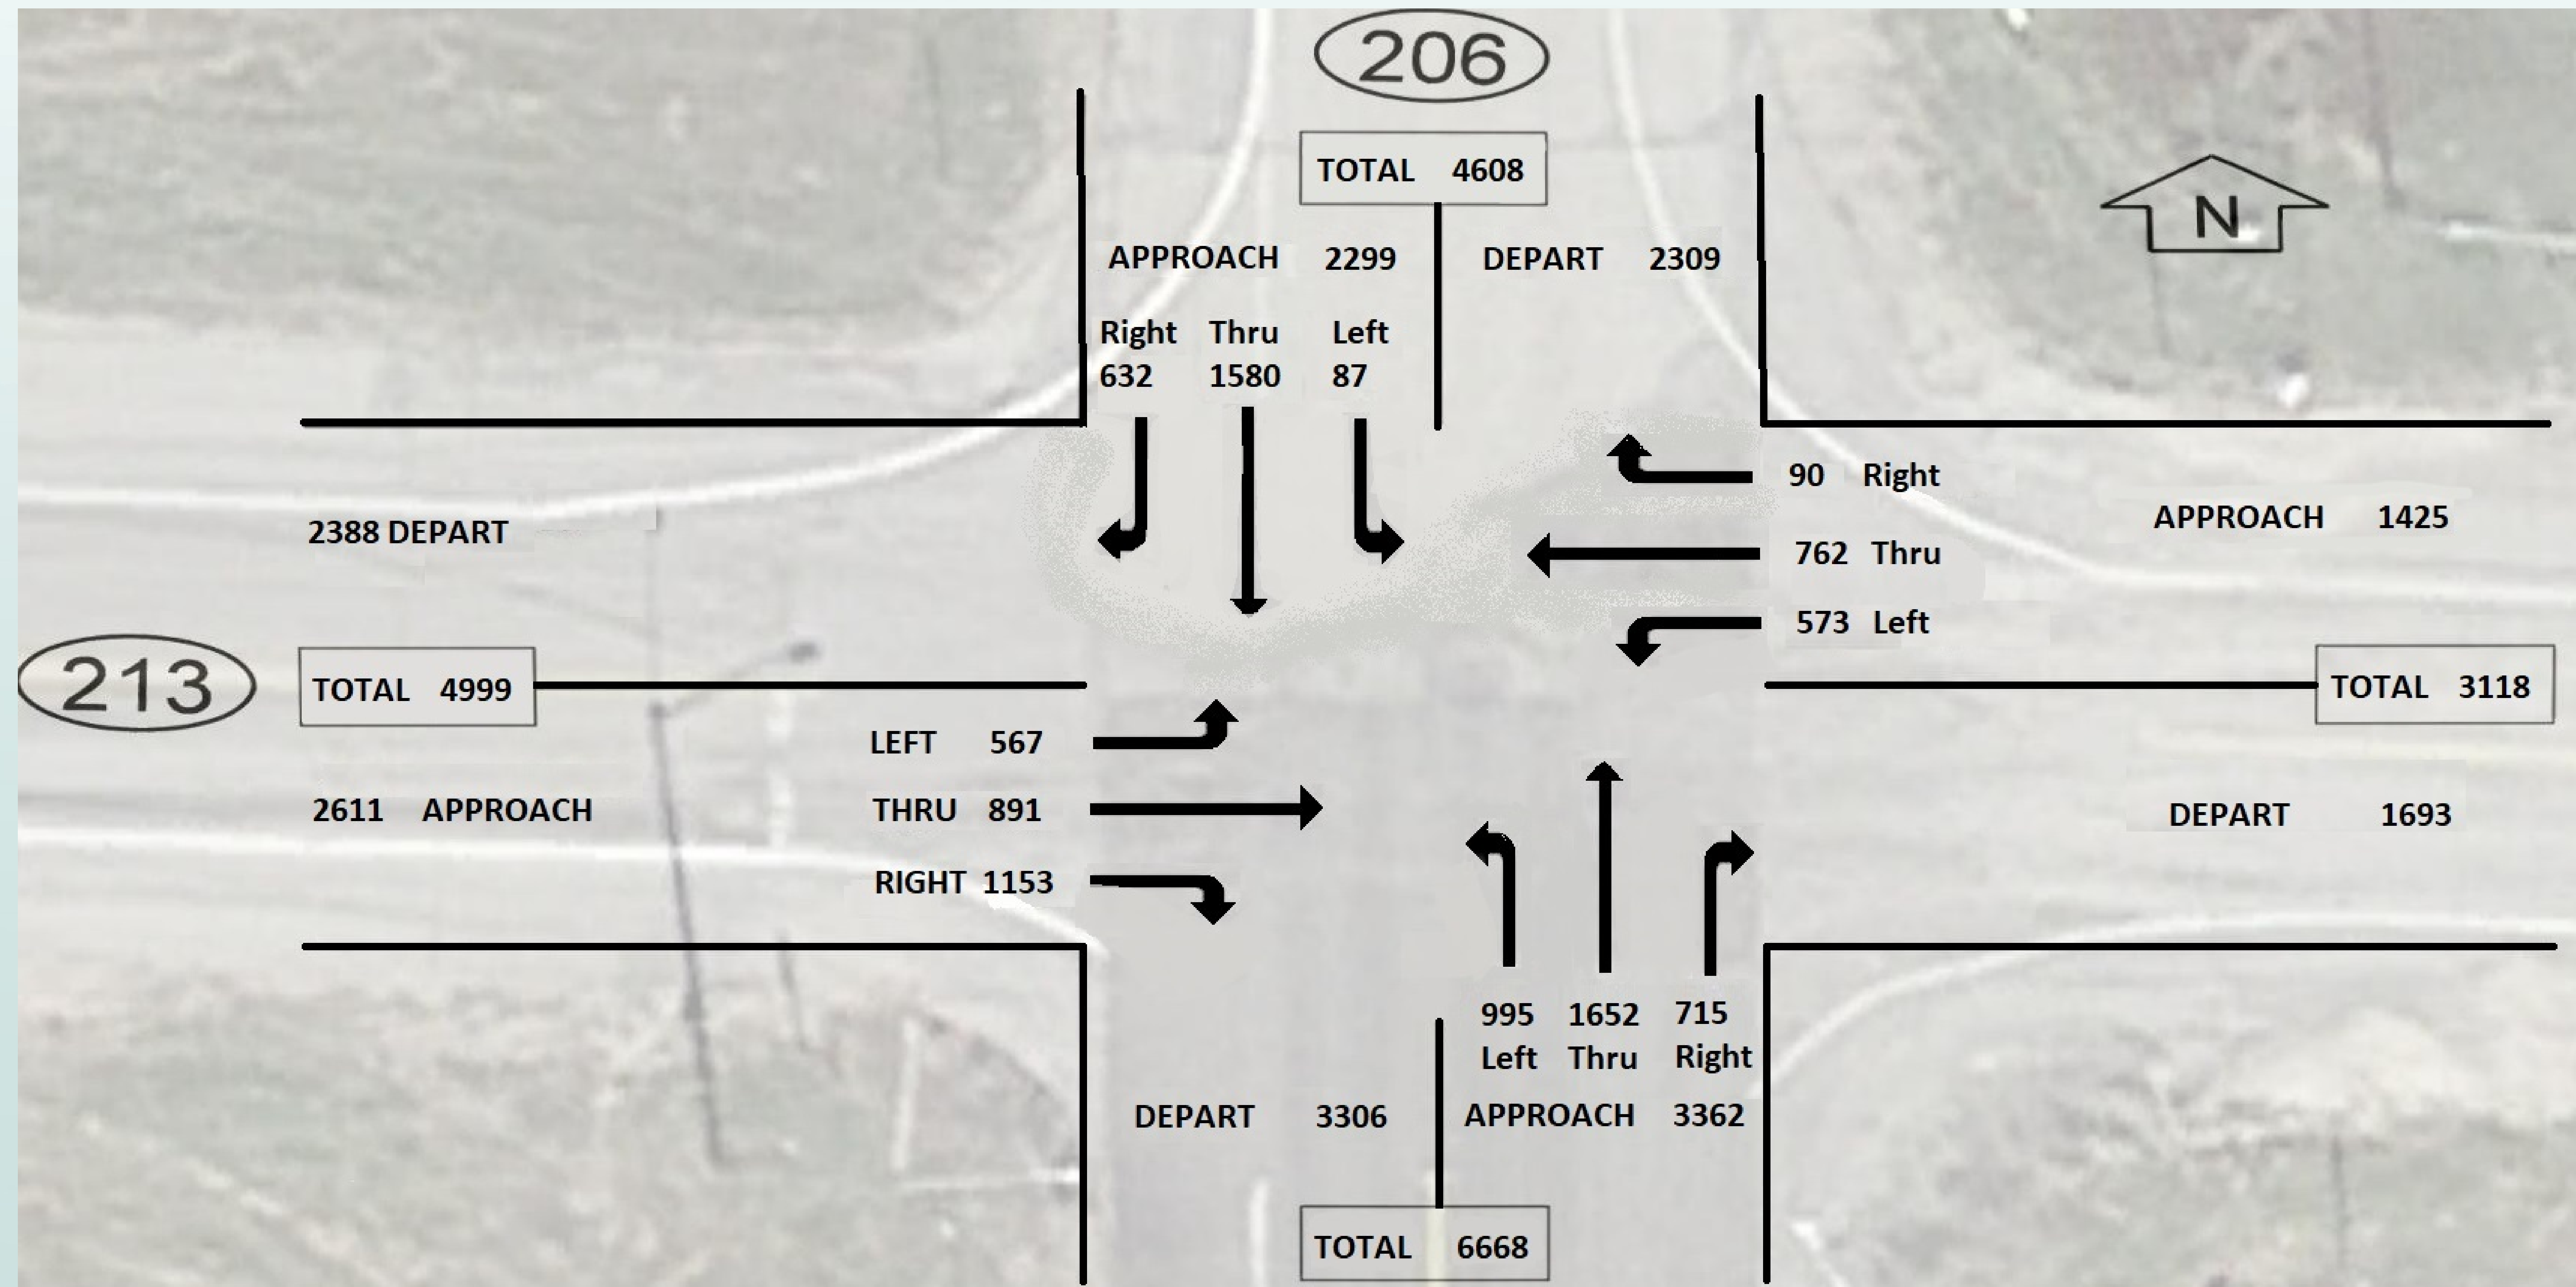 206
TOTAL 4608
N
APPROACH 2299 DEPART 2309
Right Thru Left
632 1580 87
90 Right
APPROACH 1425
2388 DEPART
762 Thru
573 Left
213
TOTAL 4999
TOTAL 3118
LEFT 567
2611 APPROACH
THRU 891
DEPART 1693
RIGHT 1153
995 1652 715
Left Thru Right
DEPART 3306 APPROACH 3362
TOTAL 6668